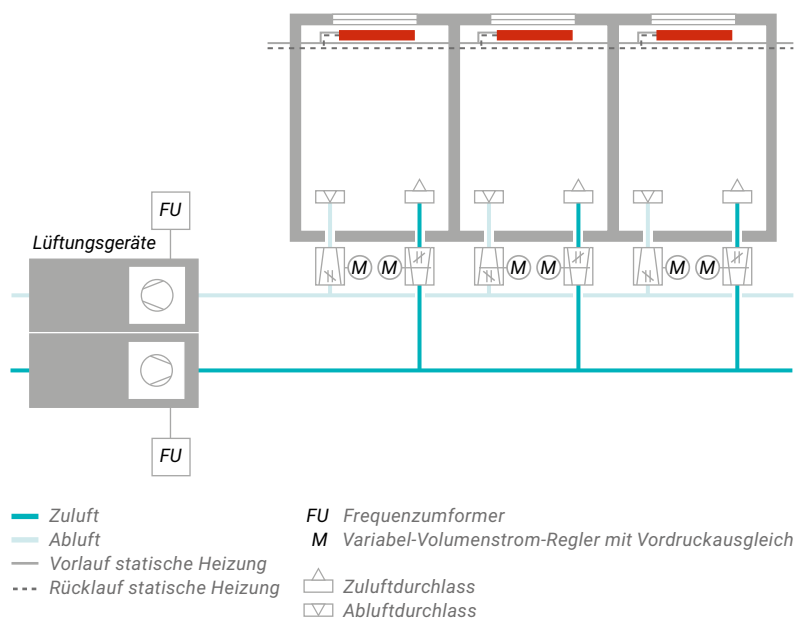 FU
Lüftungsgeräte
M M M M M M
FU
Zuluft
Abluft
Vorlauf statische Heizung
Rücklauf statische Heizung
FU Frequenzumformer
M Variabel-Volumenstrom-Regler mit Vordruckausgleich
Zuluftdurchlass
Abluftdurchlass